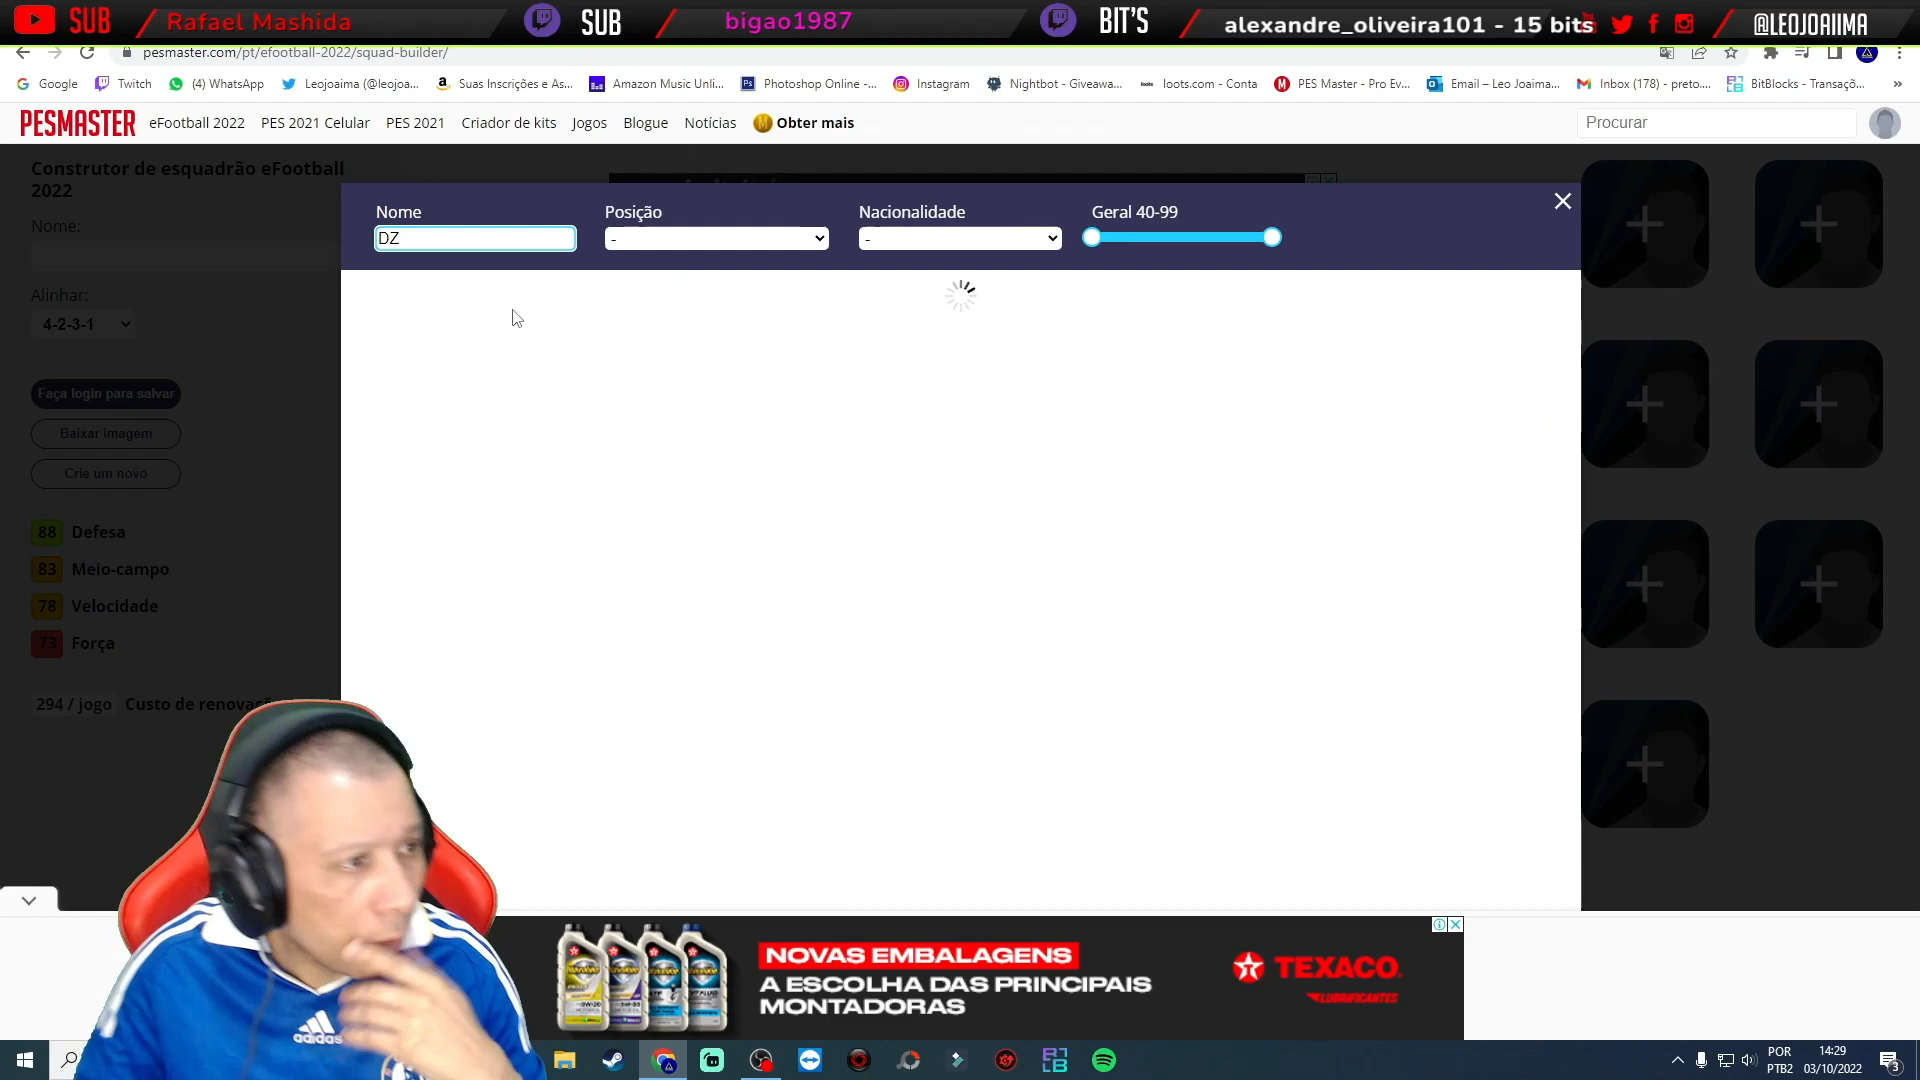 SUB Rafael Mashida SUB bigao1987 BIT'S alexandre_oliveira101 - 15 bits @LEOJOAIIMA
pesmaster.com/pt/efootball-2022/squad-builder/
Google Twitch (4) WhatsApp Leojoaima (@leojoa... Suas Inscrições e As... Amazon Music Unli... Photoshop Online -... Instagram Nightbot - Giveawa... loots.com - Conta PES Master - Pro Ev... Email – Leo Joaima... Inbox (178) - preto.... BitBlocks - Transaçõ... »
PESMASTER eFootball 2022 PES 2021 Celular PES 2021 Criador de kits Jogos Blogue Notícias Obter mais Procurar
Construtor de esquadrão eFootball
2022
Nome:
Alinhar:
4-2-3-1
Faça login para salvar
Baixar Imagem
Crie um novo
88 Defesa
83 Meio-campo
78 Velocidade
73 Força
294 / jogo Custo de renovaç
Nome Posição Nacionalidade Geral 40-99
DZ - -
NOVAS EMBALAGENS
A ESCOLHA DAS PRINCIPAIS
MONTADORAS
TEXACO
LUBRIFICANTES
adidas
POR
PTB2
14:29
03/10/2022
3